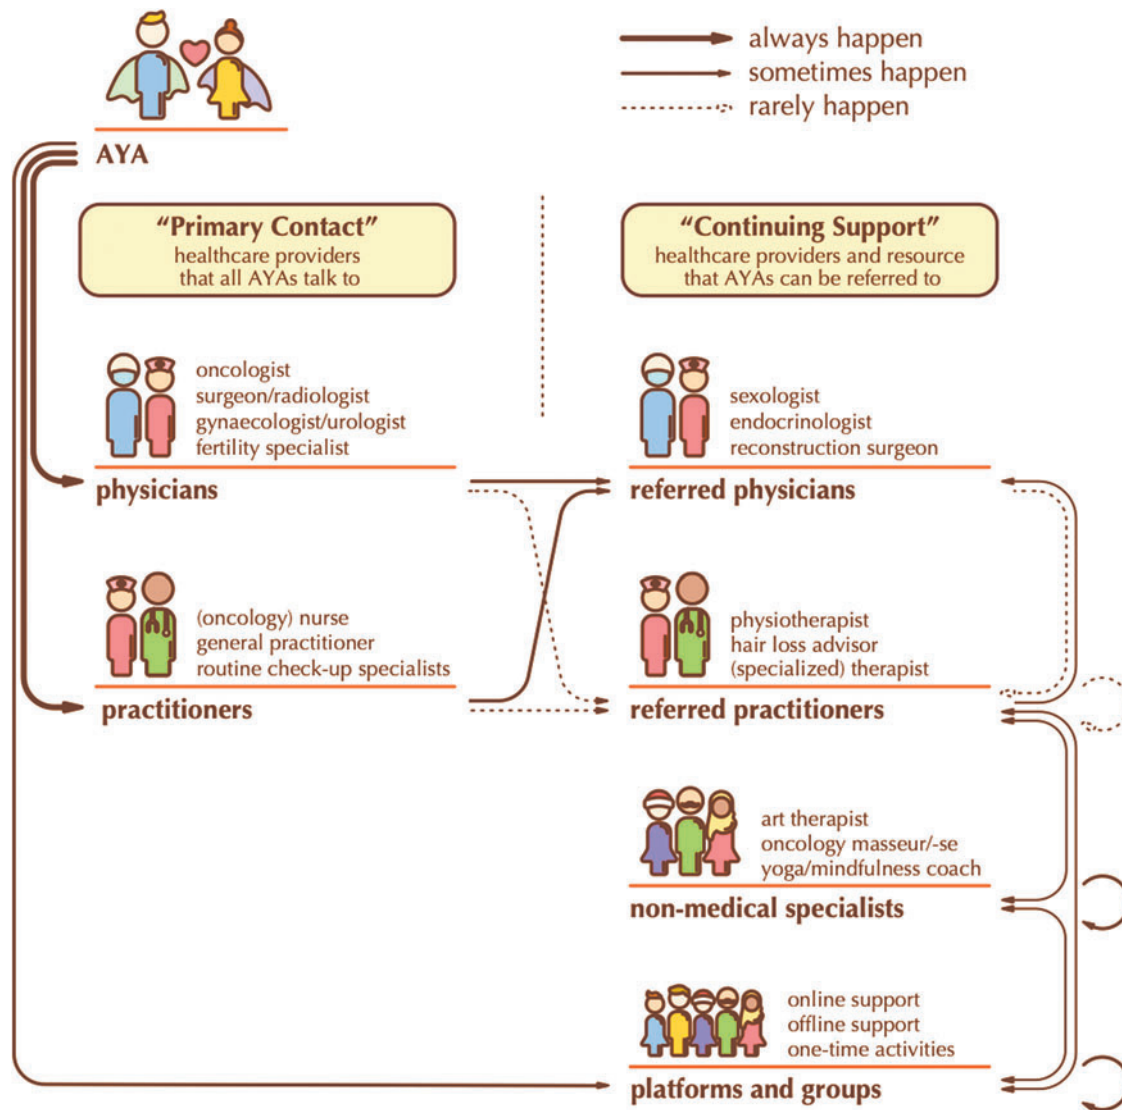 always happen
sometimes happen
rarely happen
AYA
“Primary Contact”
healthcare providers
that all AYAs talk to
“Continuing Support”
healthcare providers and resource
that AYAs can be referred to
oncologist
surgeon/radiologist
gynaecologist/urologist
fertility specialist
physicians
sexologist
endocrinologist
reconstruction surgeon
referred physicians
(oncology) nurse
general practitioner
routine check-up specialists
practitioners
physiotherapist
hair loss advisor
(specialized) therapist
referred practitioners
art therapist
oncology masseur/-se
yoga/mindfulness coach
non-medical specialists
online support
offline support
one-time activities
platforms and groups